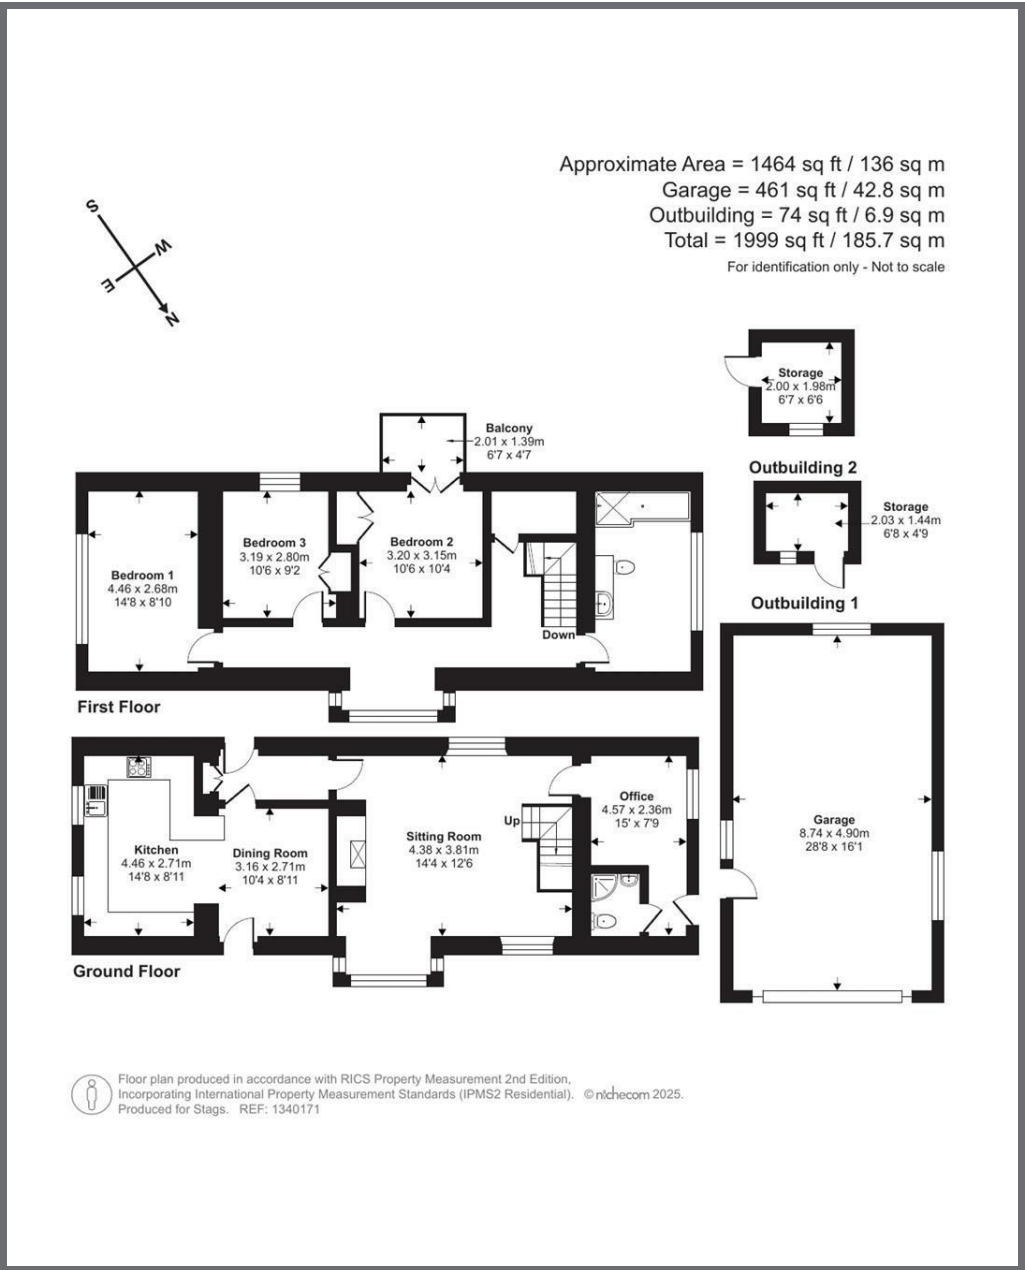 Approximate Area = 1464 sq ft / 136 sq m
Garage = 461 sq ft / 42.8 sq m
Outbuilding = 74 sq ft / 6.9 sq m
Total = 1999 sq ft / 185.7 sq m
For identification only - Not to scale
S
W
E
N
Storage
2.00 x 1.98m
6'7 x 6'6
Outbuilding 2
Balcony
2.01 x 1.39m
6'7 x 4'7
Storage
2.03 x 1.44m
6'8 x 4'9
Outbuilding 1
Bedroom 1
4.46 x 2.68m
14'8 x 8'10
Bedroom 3
3.19 x 2.80m
10'6 x 9'2
Bedroom 2
3.20 x 3.15m
10'6 x 10'4
Down
First Floor
Kitchen
4.46 x 2.71m
14'8 x 8'11
Dining Room
3.16 x 2.71m
10'4 x 8'11
Sitting Room
4.38 x 3.81m
14'4 x 12'6
Up
Office
4.57 x 2.36m
15' x 7'9
Garage
8.74 x 4.90m
28'8 x 16'1
Ground Floor
Floor plan produced in accordance with RICS Property Measurement 2nd Edition,
Incorporating International Property Measurement Standards (IPMS2 Residential). © nichecom 2025.
Produced for Stags. REF: 1340171